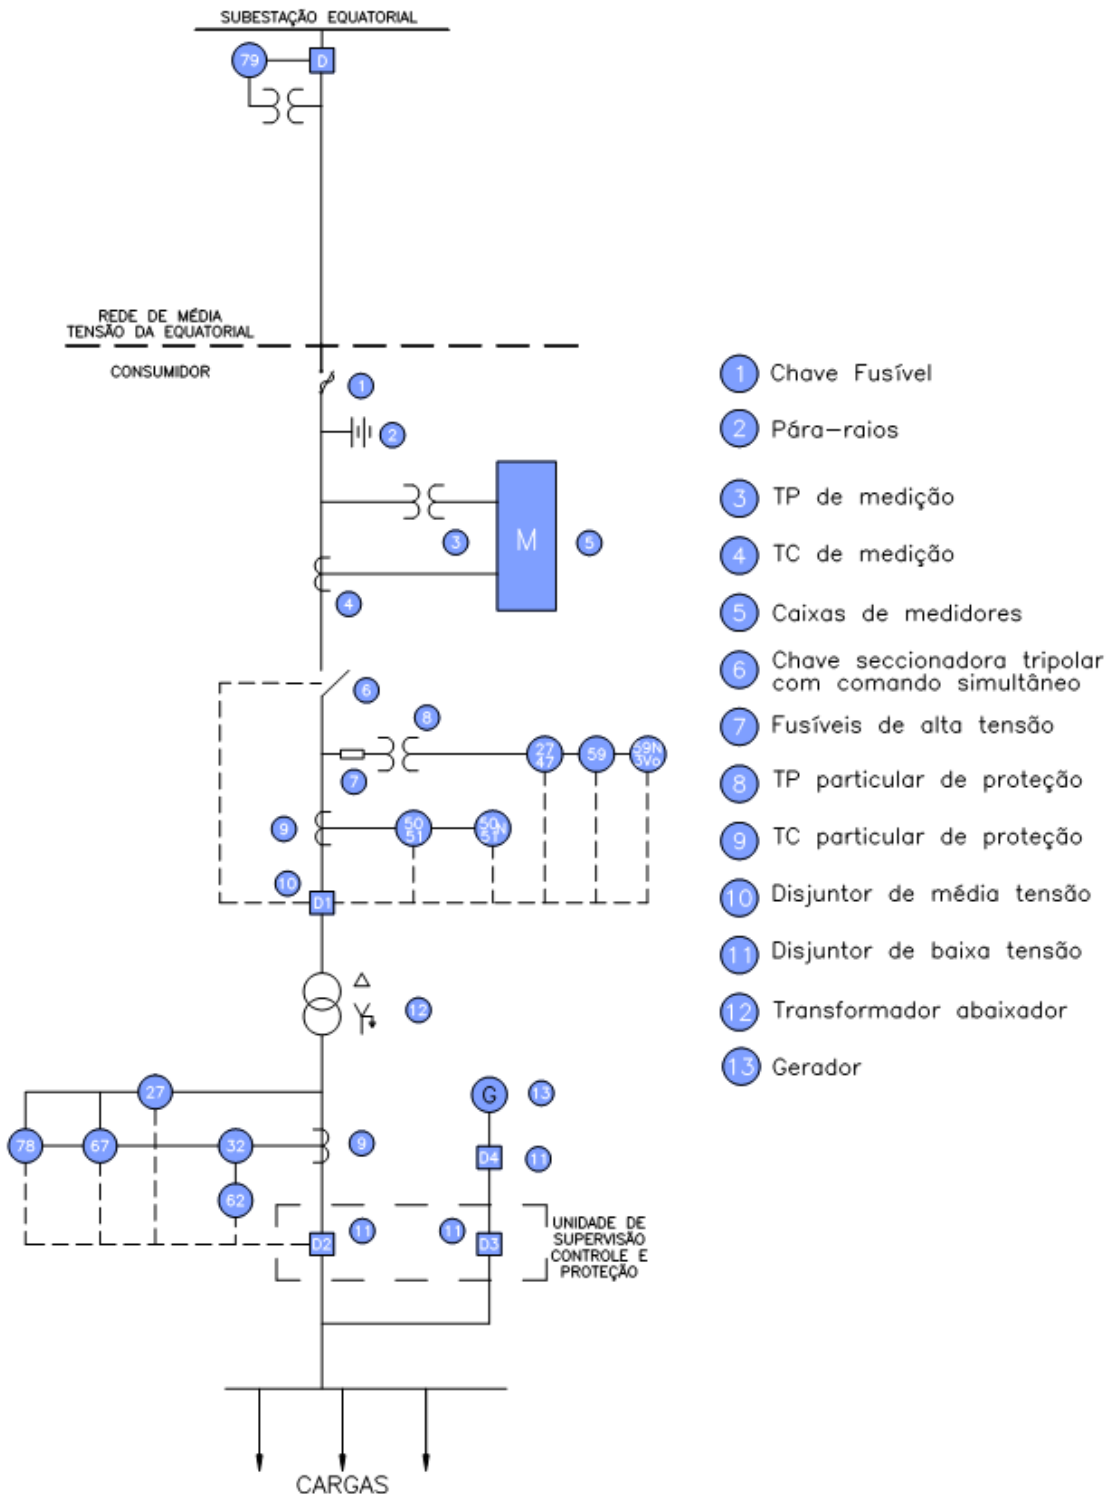 SUBESTAÇÃO EQUATORIAL
79
D
REDE DE MÉDIA
TENSÃO DA EQUATORIAL
CONSUMIDOR
1
2
3
M
5
4
6
8
7
27
47
59
59N
3Vo
9
50
51
50
51
N
10
D1
12
27
G
13
78
67
32
9
D4
11
62
11
11
D2
D3
UNIDADE DE
SUPERVISÃO
CONTROLE E
PROTEÇÃO
CARGAS
1 Chave Fusível
2 Pára-raios
3 TP de medição
4 TC de medição
5 Caixas de medidores
6 Chave seccionadora tripolar
com comando simultâneo
7 Fusíveis de alta tensão
8 TP particular de proteção
9 TC particular de proteção
10 Disjuntor de média tensão
11 Disjuntor de baixa tensão
12 Transformador abaixador
13 Gerador